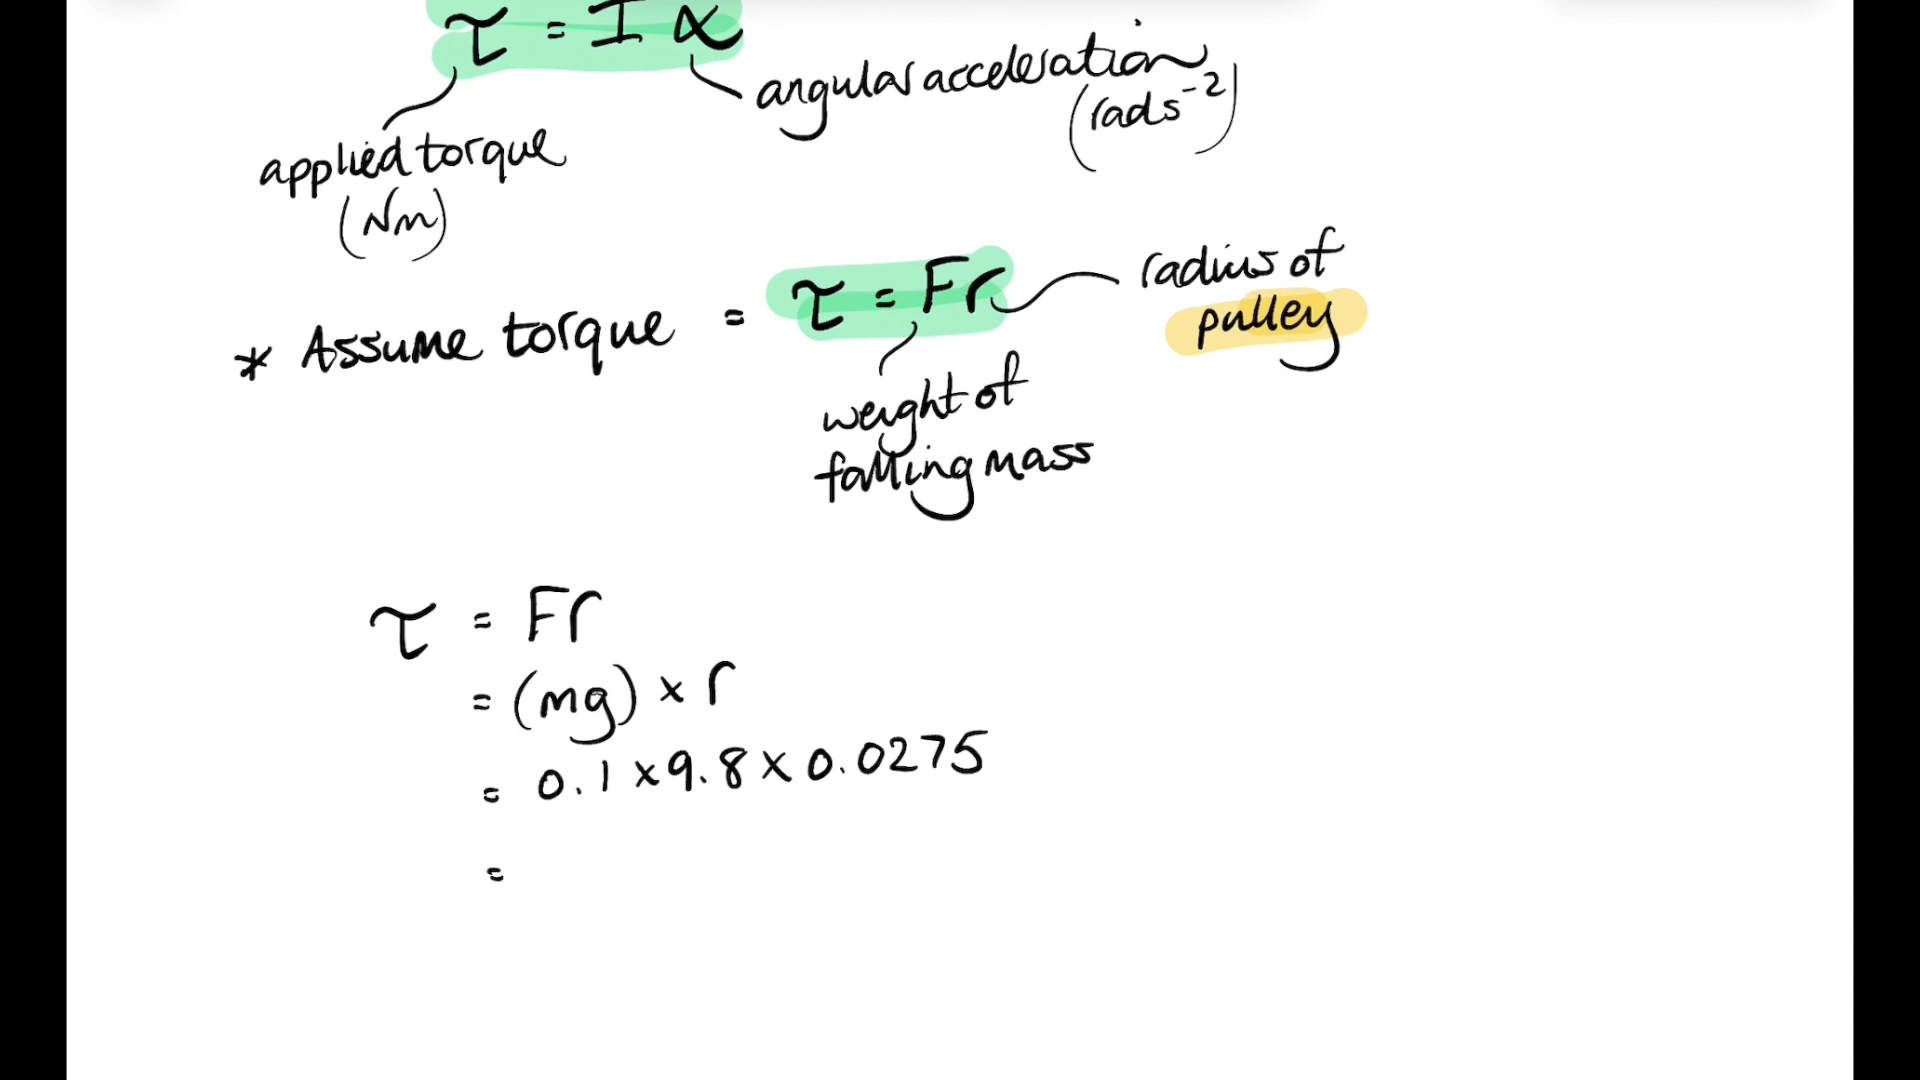 τ = I α
angular acceleration
(rads⁻²)
applied torque
(Nm)
* Assume torque = τ = Fr
radius of
pulley
weight of
falling mass
τ = Fr
= (mg) × r
= 0.1 × 9.8 × 0.0275
=